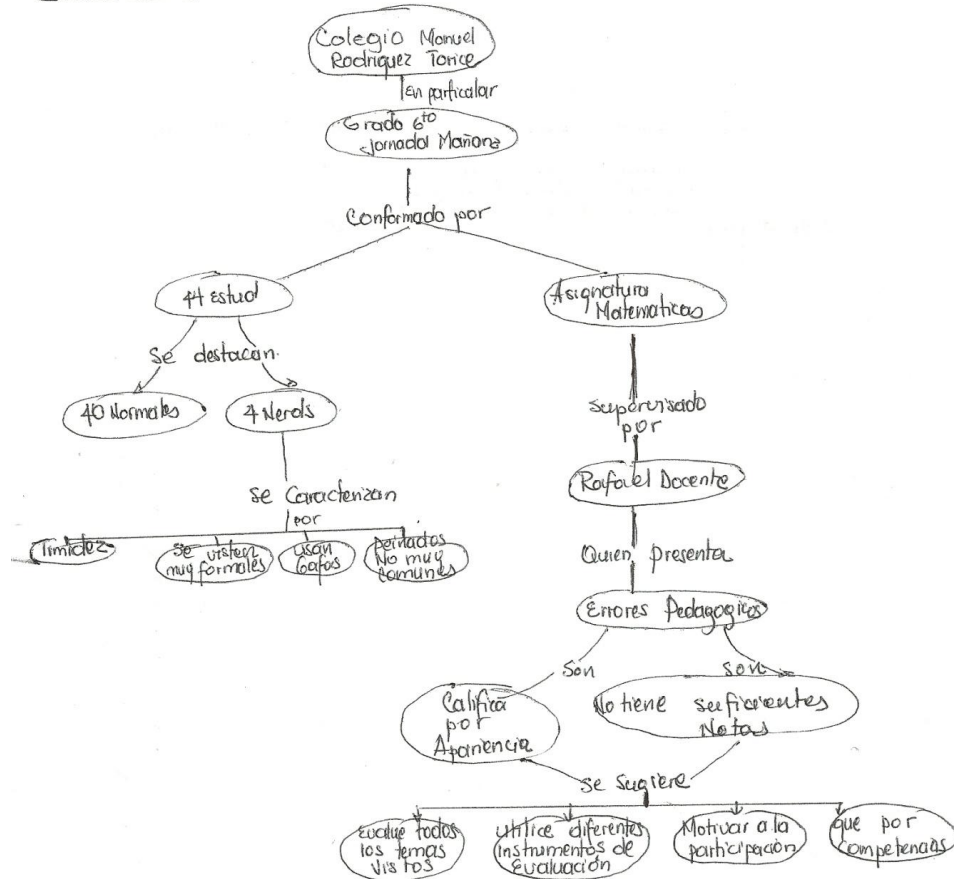 Colegio Manuel
Rodriguez Torice
En particular
Grado 6to
jornada Mañana
Conformado por
44 Estud
Asignatura
Matematicas
Se destacan.
40 Normales
4 Nerds
Supervisado
por
Rafael Docente
Se Caracterizan
por
Timidez
Se visten
muy formales
usan
Gafas
peinados
No muy
comunes
Quien presenta
Errores Pedagogicos
Son
son
Califica
por
Apariencia
No tiene suficientes
Notas
Se sugiere
Evalue todos
los temas
Vistos
Utilice diferentes
instrumentos de
Evaluación
Motivar a la
participación
que por
Competencias